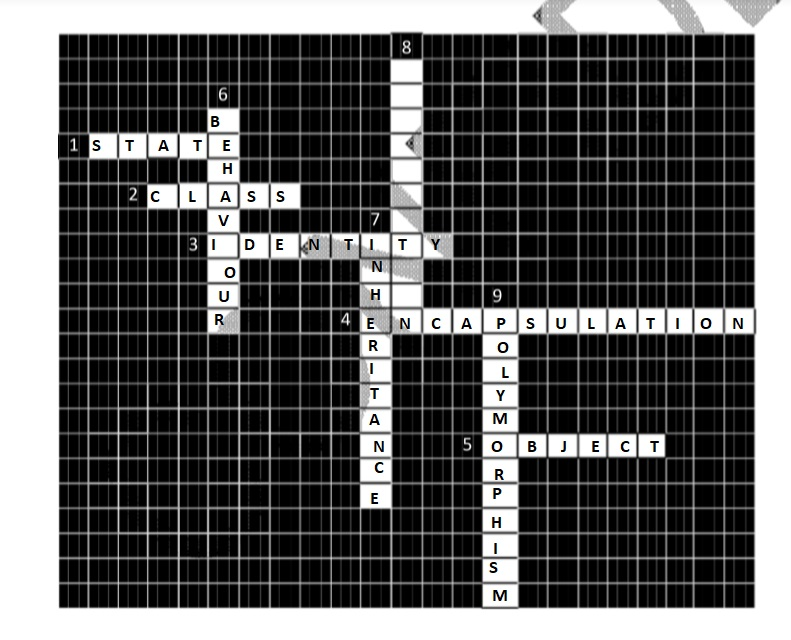 8
6
B
1 S T A T E
H
2 C L A S S
V
7
3 I D E N T I T Y
O
N
U
H
9
R
4 E N C A P S U L A T I O N
R
O
I
L
T
Y
A
M
N
5 O B J E C T
C
R
E
P
H
I
S
M